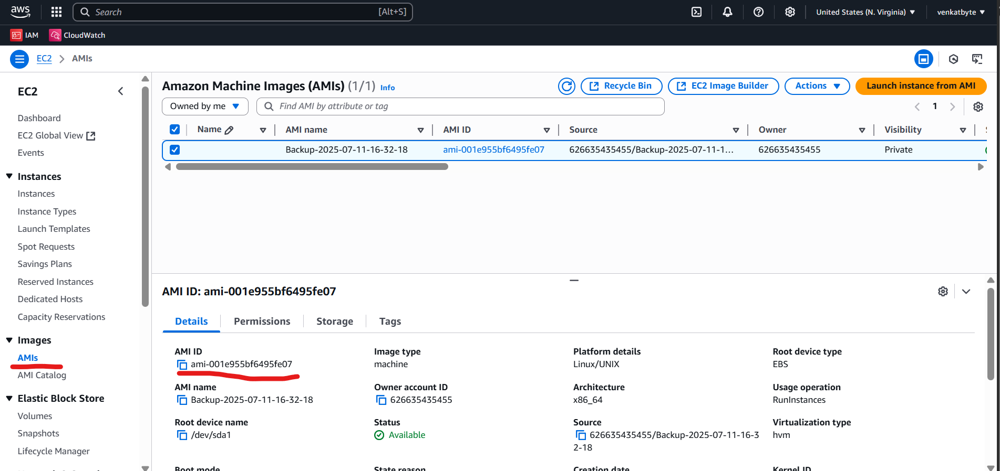 aws
Search [Alt+S]
United States (N. Virginia)
venkatbyte
IAM
CloudWatch
EC2 > AMIs
EC2
Dashboard
EC2 Global View
Events
Instances
Instances
Instance Types
Launch Templates
Spot Requests
Savings Plans
Reserved Instances
Dedicated Hosts
Capacity Reservations
Images
AMIs
AMI Catalog
Elastic Block Store
Volumes
Snapshots
Lifecycle Manager
Amazon Machine Images (AMIs) (1/1) Info
Recycle Bin
EC2 Image Builder
Actions
Launch instance from AMI
Owned by me
Find AMI by attribute or tag
1
Name AMI name AMI ID Source Owner Visibility
Backup-2025-07-11-16-32-18 ami-001e955bf6495fe07 626635435455/Backup-2025-07-11-1... 626635435455 Private
AMI ID: ami-001e955bf6495fe07
Details Permissions Storage Tags
AMI ID
ami-001e955bf6495fe07
Image type
machine
Platform details
Linux/UNIX
Root device type
EBS
AMI name
Backup-2025-07-11-16-32-18
Owner account ID
626635435455
Architecture
x86_64
Usage operation
RunInstances
Root device name
/dev/sda1
Status
Available
Source
626635435455/Backup-2025-07-11-16-3
2-18
Virtualization type
hvm
Boot mode
State reason
Creation date
Kernel ID